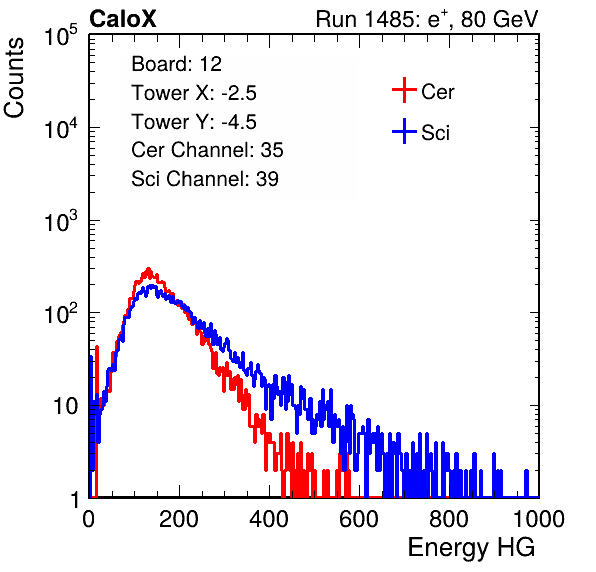 CaloX Run 1485: e⁺, 80 GeV
Counts
10⁵
10⁴
10³
10²
10
1
Board: 12
Tower X: -2.5
Tower Y: -4.5
Cer Channel: 35
Sci Channel: 39
Cer
Sci
0 200 400 600 800 1000
Energy HG